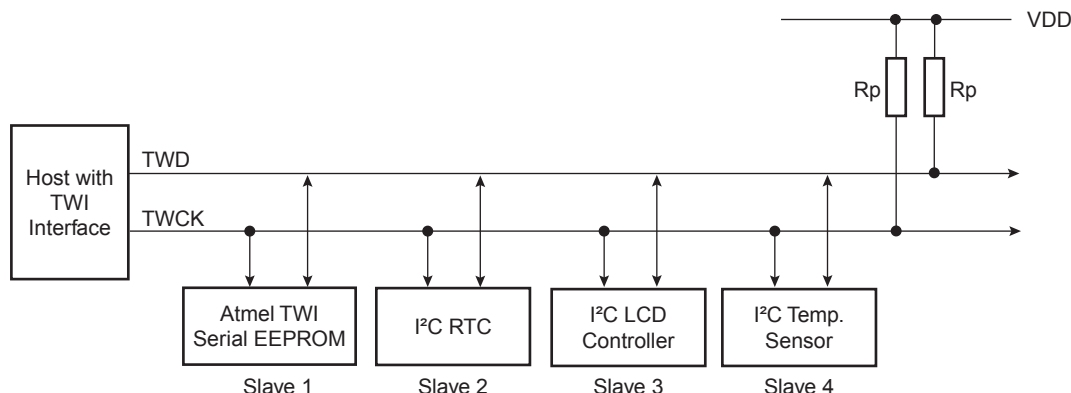 VDD
Rp
Rp
Host with
TWI
Interface
TWD
TWCK
Atmel TWI
Serial EEPROM
I²C RTC
I²C LCD
Controller
I²C Temp.
Sensor
Slave 1
Slave 2
Slave 3
Slave 4